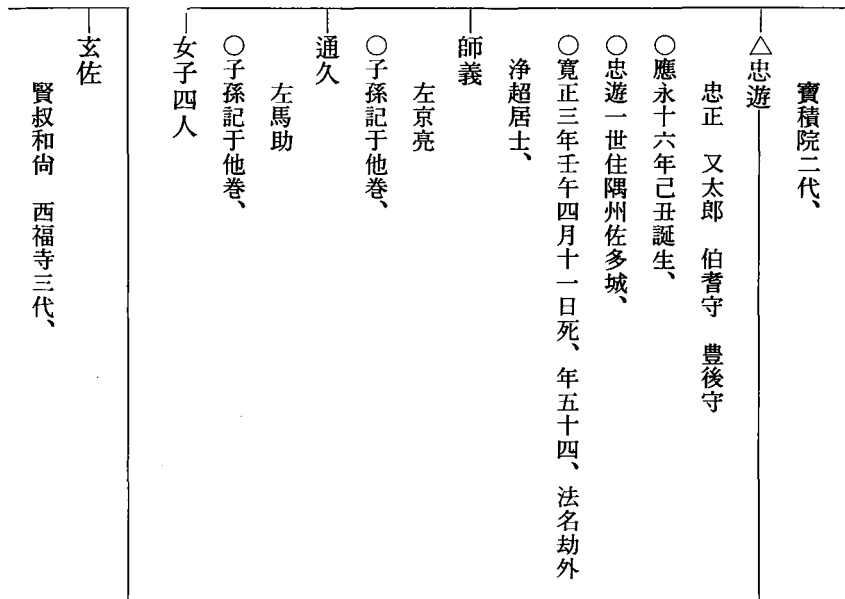 寳積院二代、
△忠遊
忠正　又太郎　伯耆守　豊後守
○應永十六年己丑誕生、
○忠遊一世住隅州佐多城、
○寛正三年壬午四月十一日死、年五十四、法名劫外
浄超居士、
師義
左京亮
○子孫記于他巻、
通久
左馬助
○子孫記于他巻、
女子四人
玄佐
賢叔和尙　西福寺三代、